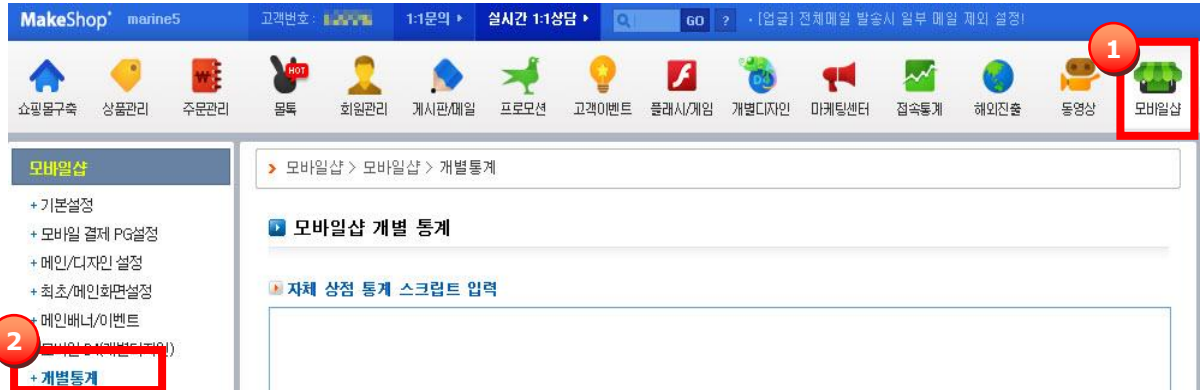 MakeShop marine5 고객번호: 1:1문의 실시간 1:1상담 GO ? · [업글] 전체메일 발송시 일부 메일 제외 설정!
1
HOT
쇼핑몰구축 상품관리 주문관리 몰톡 회원관리 게시판/메일 프로모션 고객이벤트 플래시/게임 개별디자인 마케팅센터 접속통계 해외진출 동영상 모바일샵
모바일샵
> 모바일샵 > 모바일샵 > 개별통계
+ 기본설정
+ 모바일 결제 PG설정
모바일샵 개별 통계
+ 메인/디자인 설정
+ 최초/메인화면설정
자체 상점 통계 스크립트 입력
+ 메인배너/이벤트
2
+ 개별통계